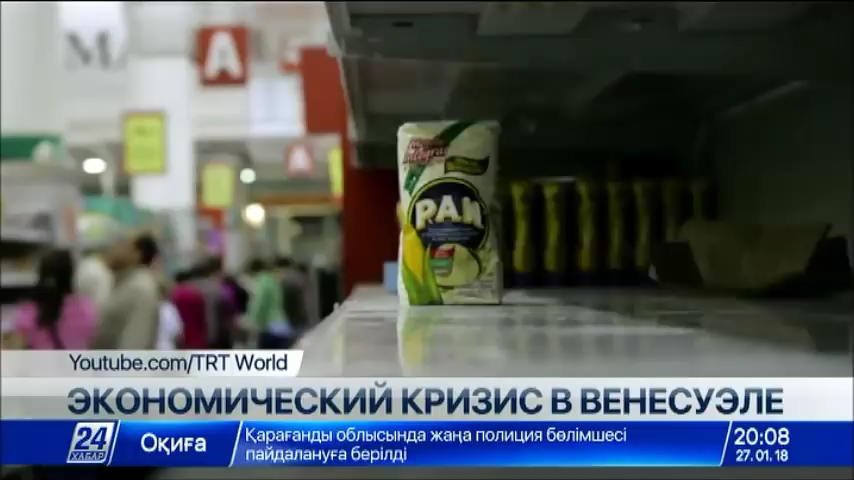 M
A
A
P.A.N
Youtube.com/TRT World
ЭКОНОМИЧЕСКИЙ КРИЗИС В ВЕНЕСУЭЛЕ
24
ХАБАР
Оқиға
Қарағанды облысында жаңа полиция бөлімшесі
пайдалануға берілді
20:08
27.01.18